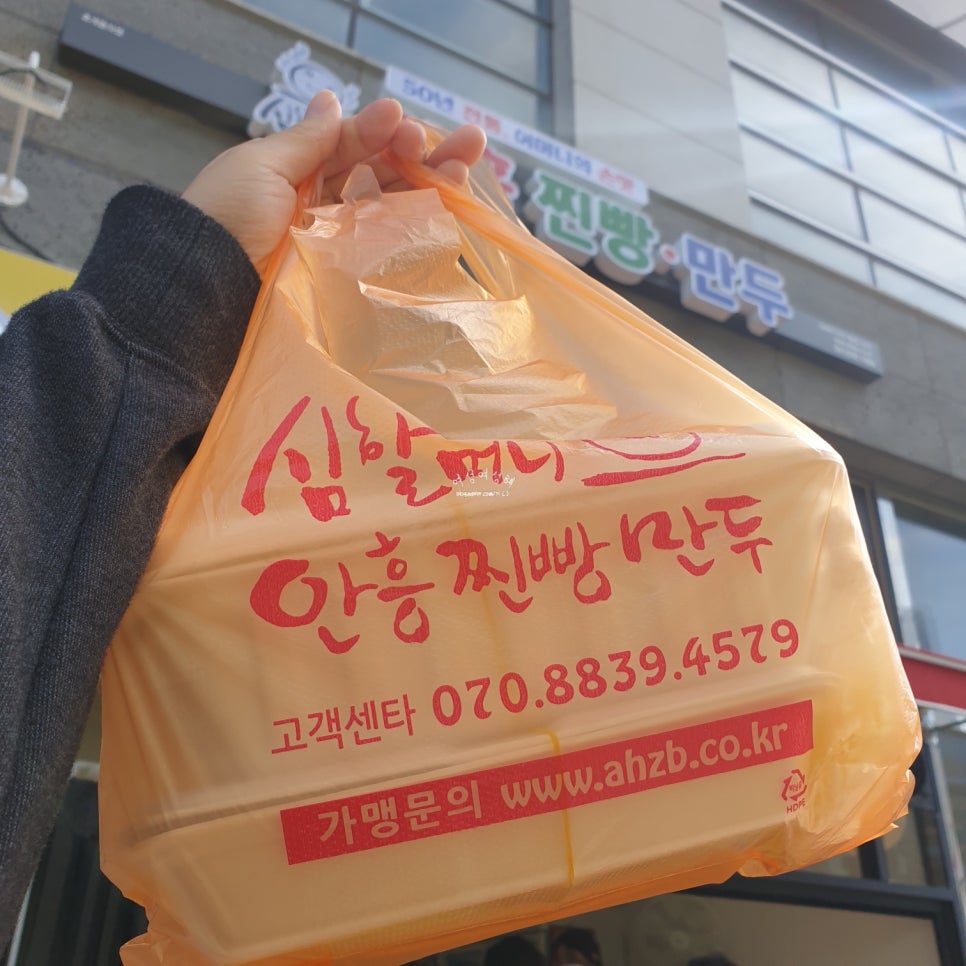 50년 전통, 어머니의 손맛
찐빵·만두
심할머니
안흥찐빵만두
고객센타 070.8839.4579
가맹문의 www.ahzb.co.kr
HDPE